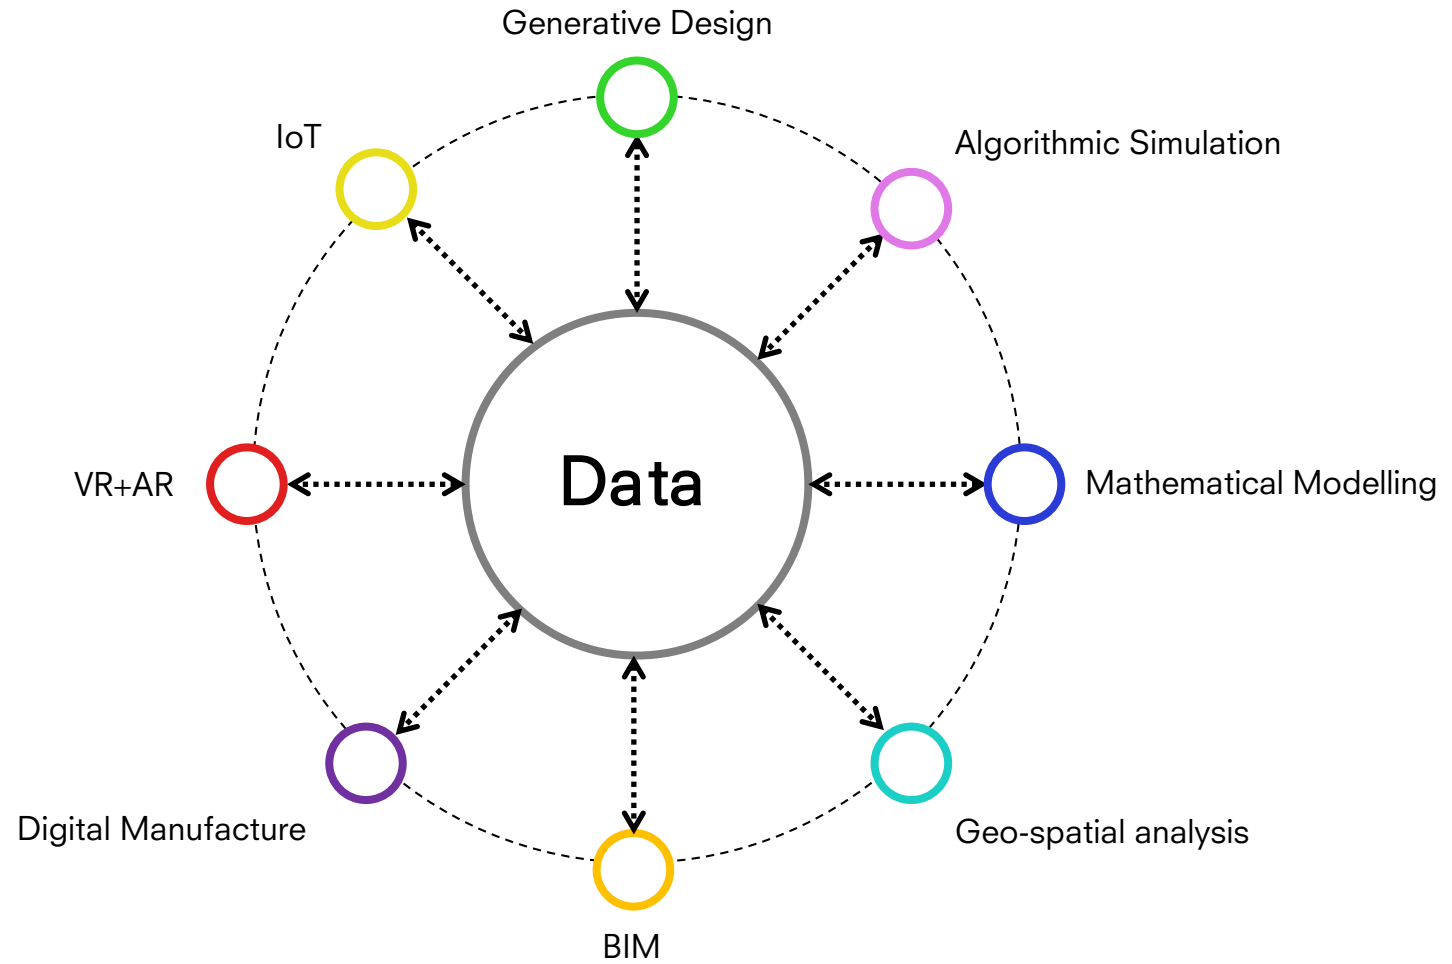 Generative Design
IoT
Algorithmic Simulation
VR+AR
Data
Mathematical Modelling
Digital Manufacture
Geo-spatial analysis
BIM